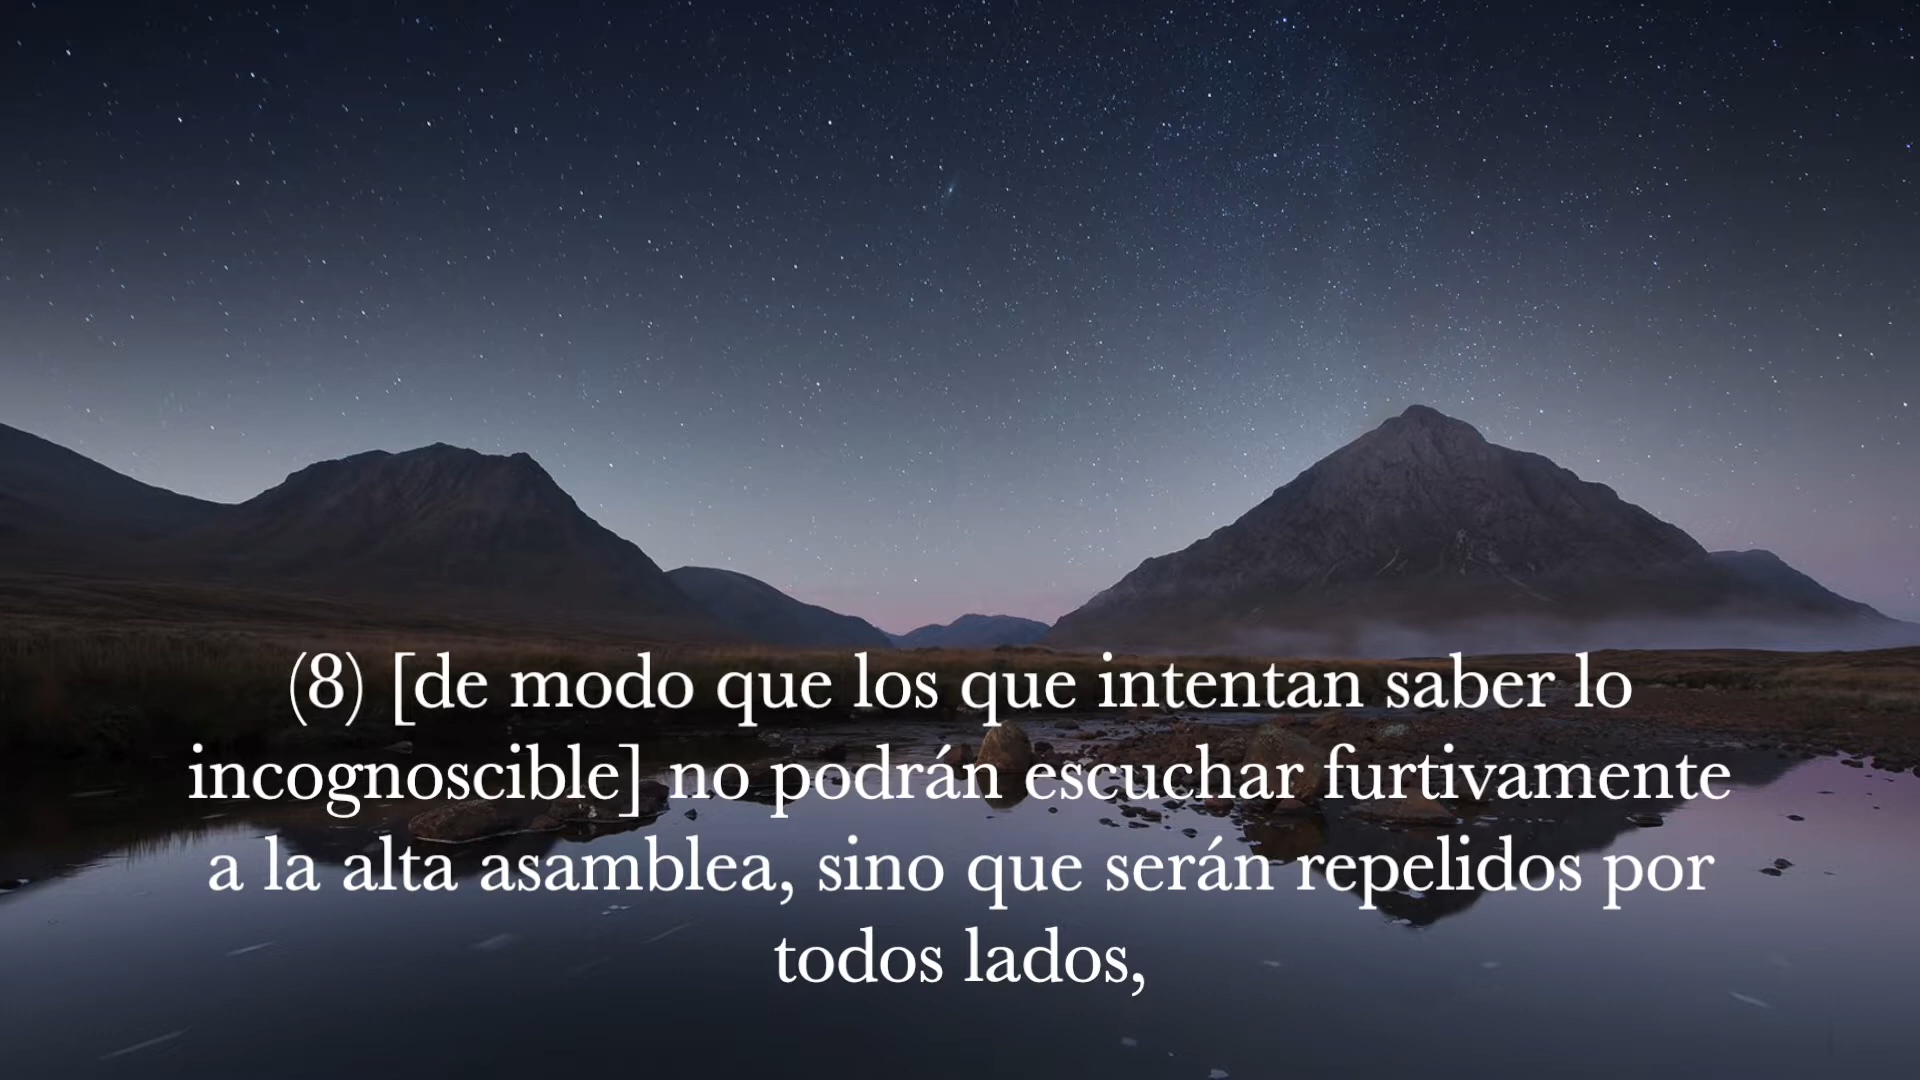 (8) [de modo que los que intentan saber lo
incognoscible] no podrán escuchar furtivamente
a la alta asamblea, sino que serán repelidos por
todos lados,